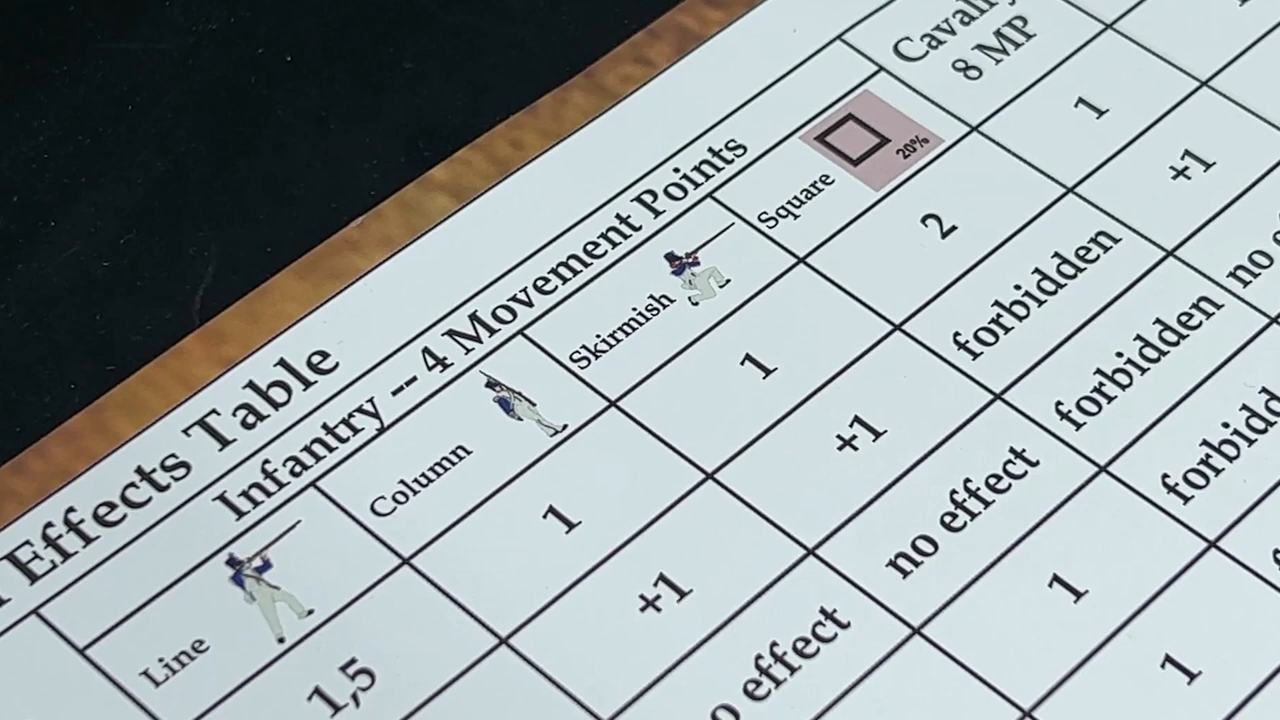 Effects Table
Infantry -- 4 Movement Points
Cavalry
8 MP
Line
Column
Skirmish
Square
20%
1,5 1 1 2 1
+1 +1 forbidden +1
effect no effect forbidden no
1 forbidd
1